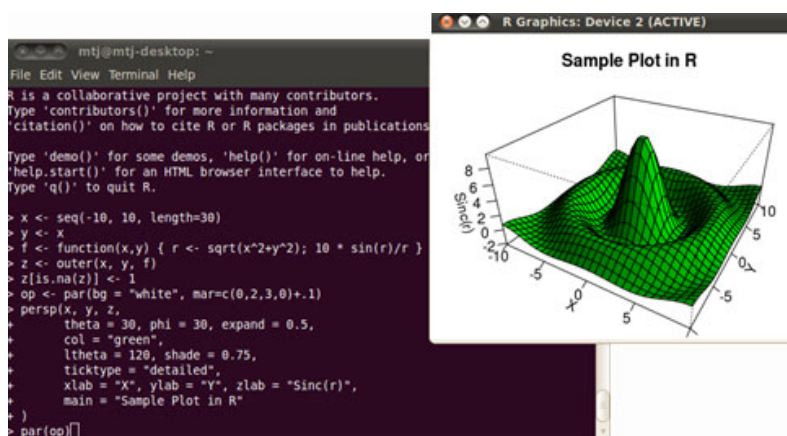 mtj@mtj-desktop: ~
File Edit View Terminal Help
R is a collaborative project with many contributors.
Type 'contributors()' for more information and
'citation()' on how to cite R or R packages in publications
Type 'demo()' for some demos, 'help()' for on-line help, or
'help.start()' for an HTML browser interface to help.
Type 'q()' to quit R.
> x <- seq(-10, 10, length=30)
> y <- x
> f <- function(x,y) { r <- sqrt(x^2+y^2); 10 * sin(r)/r }
> z <- outer(x, y, f)
> z[is.na(z)] <- 1
> op <- par(bg = "white", mar=c(0,2,3,0)+.1)
> persp(x, y, z,
+ theta = 30, phi = 30, expand = 0.5,
+ col = "green",
+ ltheta = 120, shade = 0.75,
+ ticktype = "detailed",
+ xlab = "X", ylab = "Y", zlab = "Sinc(r)",
+ main = "Sample Plot in R"
+ )
> par(op)
R Graphics: Device 2 (ACTIVE)
Sample Plot in R
Sinc(r)
8
6
4
2
0
-2
-10
-5
0
5
X
10
5
0
-5
Y